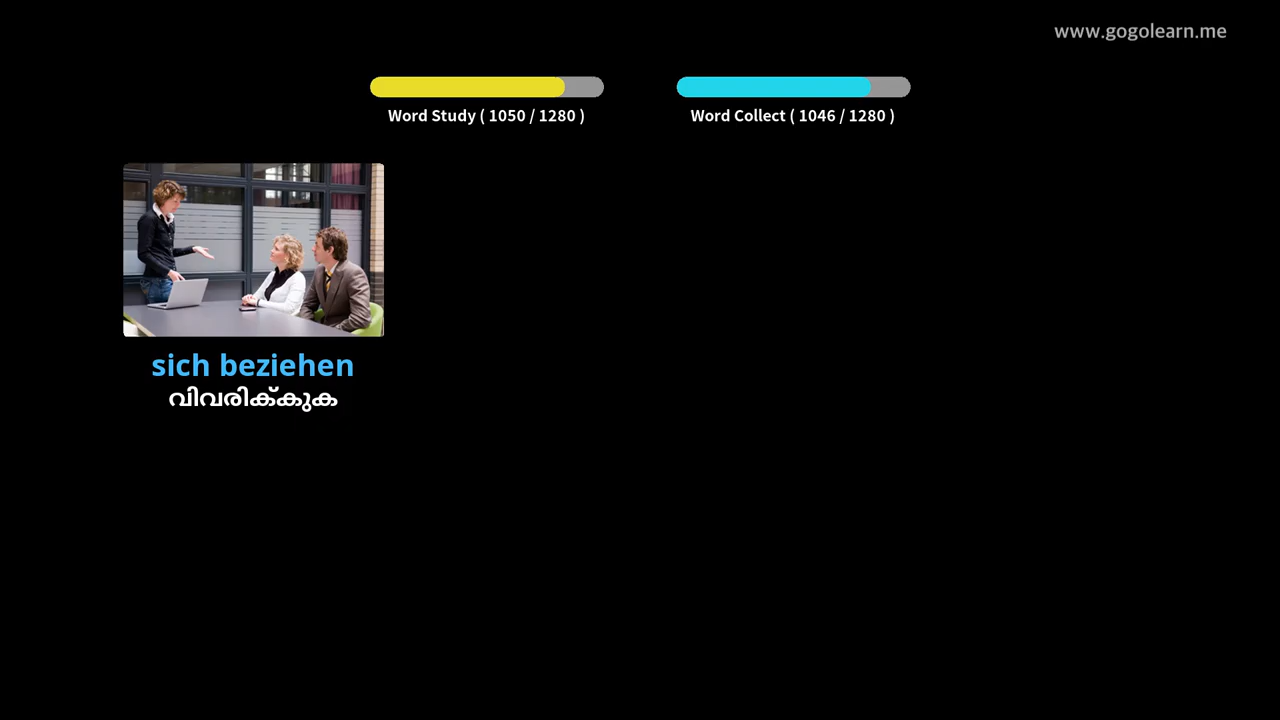 www.gogolearn.me
Word Study ( 1050 / 1280 )
Word Collect ( 1046 / 1280 )
sich beziehen
വിവരിക്കുക